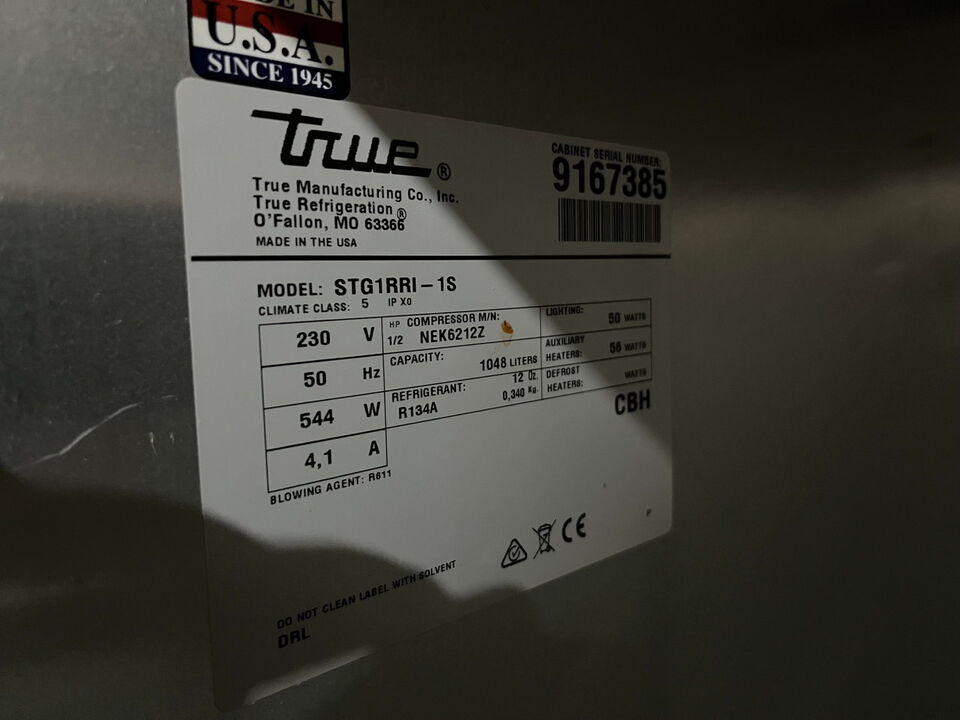 MADE IN
U.S.A.
SINCE 1945
true®
True Manufacturing Co., Inc.
True Refrigeration®
O'Fallon, MO 63366
MADE IN THE USA
CABINET SERIAL NUMBER:
9167385
MODEL: STG1RRI-1S
CLIMATE CLASS: 5 IP X0
230 V
50 Hz
544 W
4,1 A
HP COMPRESSOR M/N:
1/2 NEK6212Z
CAPACITY:
1048 LITERS
REFRIGERANT: 12 Oz.
R134A 0,340 Kg.
LIGHTING: 50 WATTS
AUXILIARY
HEATERS: 56 WATTS
DEFROST
HEATERS: WATTS
CBH
BLOWING AGENT: R611
CE
P
DO NOT CLEAN LABEL WITH SOLVENT
DRL